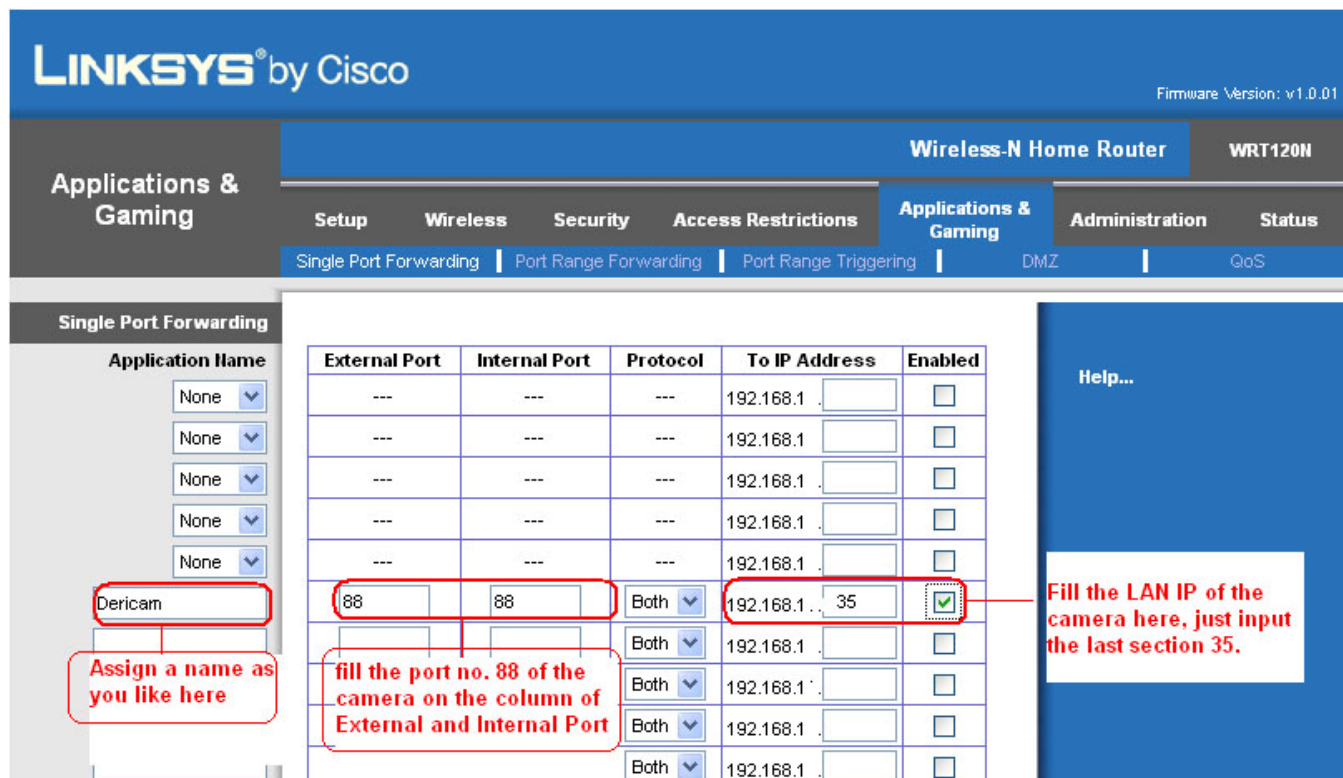 LINKSYS® by Cisco
Firmware Version: v1.0.01
Wireless-N Home Router WRT120N
Applications &
Gaming
Setup Wireless Security Access Restrictions Applications & Gaming Administration Status
Single Port Forwarding Port Range Forwarding Port Range Triggering DMZ QoS
Single Port Forwarding
Application Name External Port Internal Port Protocol To IP Address Enabled
Help...
None --- --- --- 192.168.1 .
None --- --- --- 192.168.1 .
None --- --- --- 192.168.1 .
None --- --- --- 192.168.1 .
None --- --- --- 192.168.1 .
Dericam 88 88 Both 192.168.1 . 35
Fill the LAN IP of the
camera here, just input
the last section 35.
Both 192.168.1 .
Assign a name as
you like here
fill the port no. 88 of the
camera on the column of
External and Internal Port
Both 192.168.1 .
Both 192.168.1 .
Both 192.168.1 .